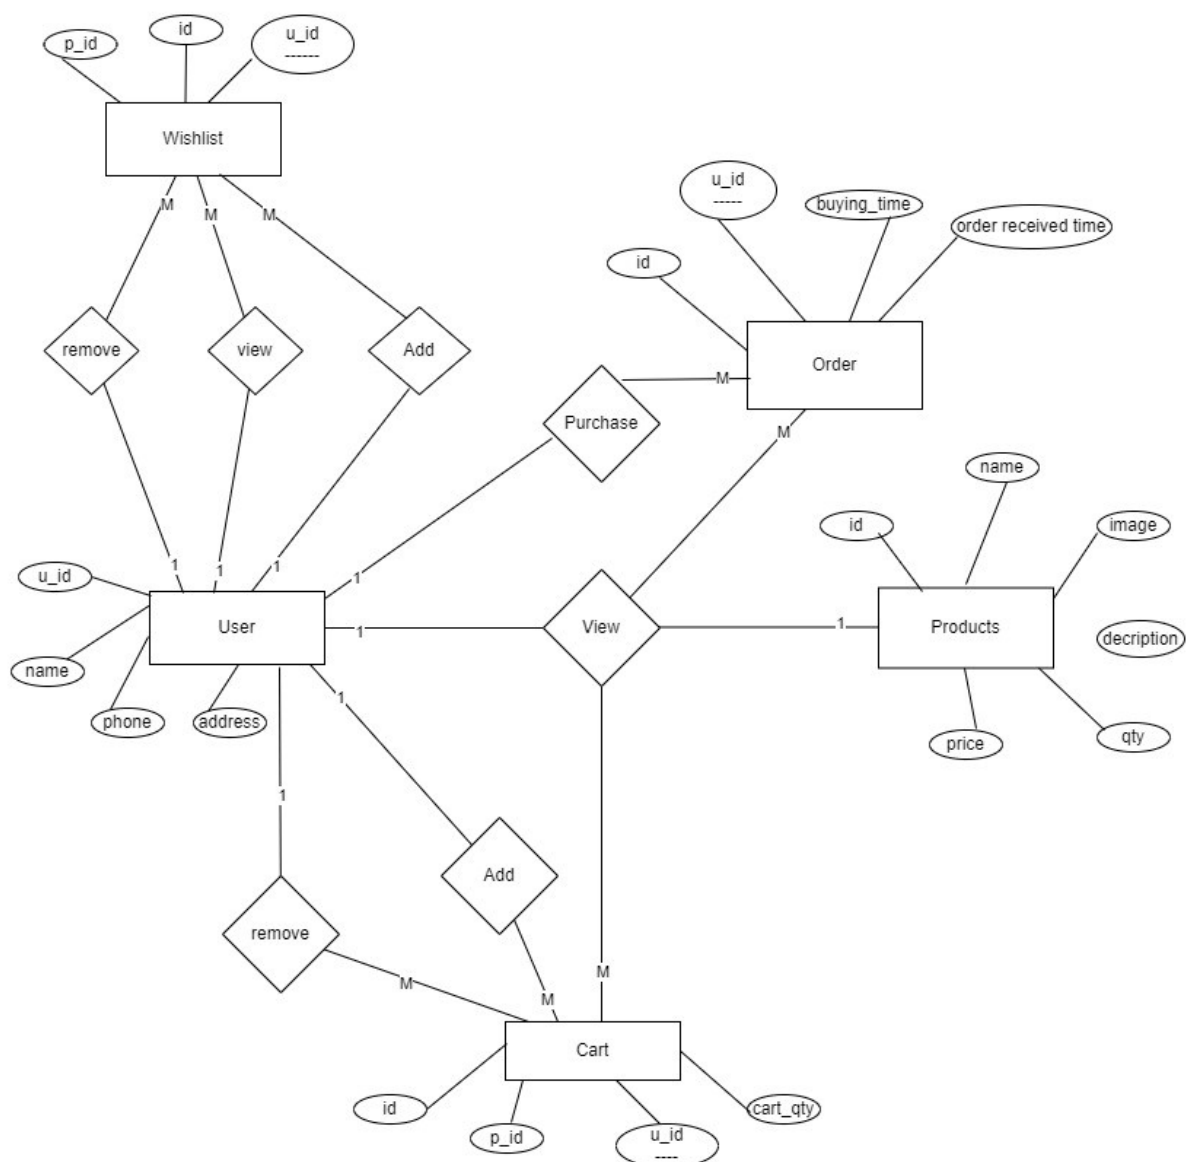 id
u_id
------
p_id
Wishlist
M
M
M
u_id
-----
buying_time
order received time
id
remove
view
Add
Order
M
Purchase
M
name
id
image
1
1
1
1
u_id
User
1
View
1
Products
decription
name
phone
address
1
price
qty
1
Add
remove
M
M
M
Cart
id
p_id
u_id
----
cart_qty